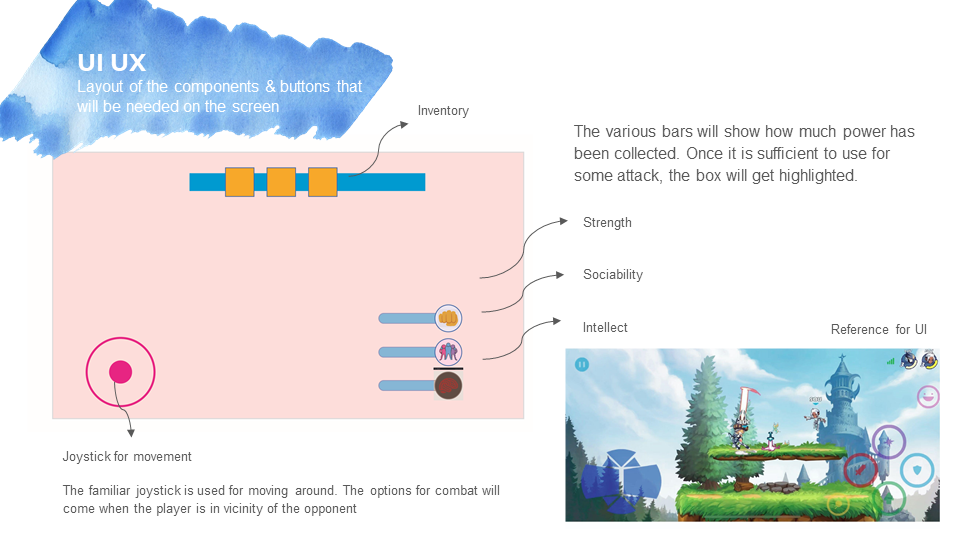 UI UX
Layout of the components & buttons that
will be needed on the screen
Inventory
The various bars will show how much power has
been collected. Once it is sufficient to use for
some attack, the box will get highlighted.
Strength
Sociability
Intellect
Reference for UI
Joystick for movement
The familiar joystick is used for moving around. The options for combat will
come when the player is in vicinity of the opponent